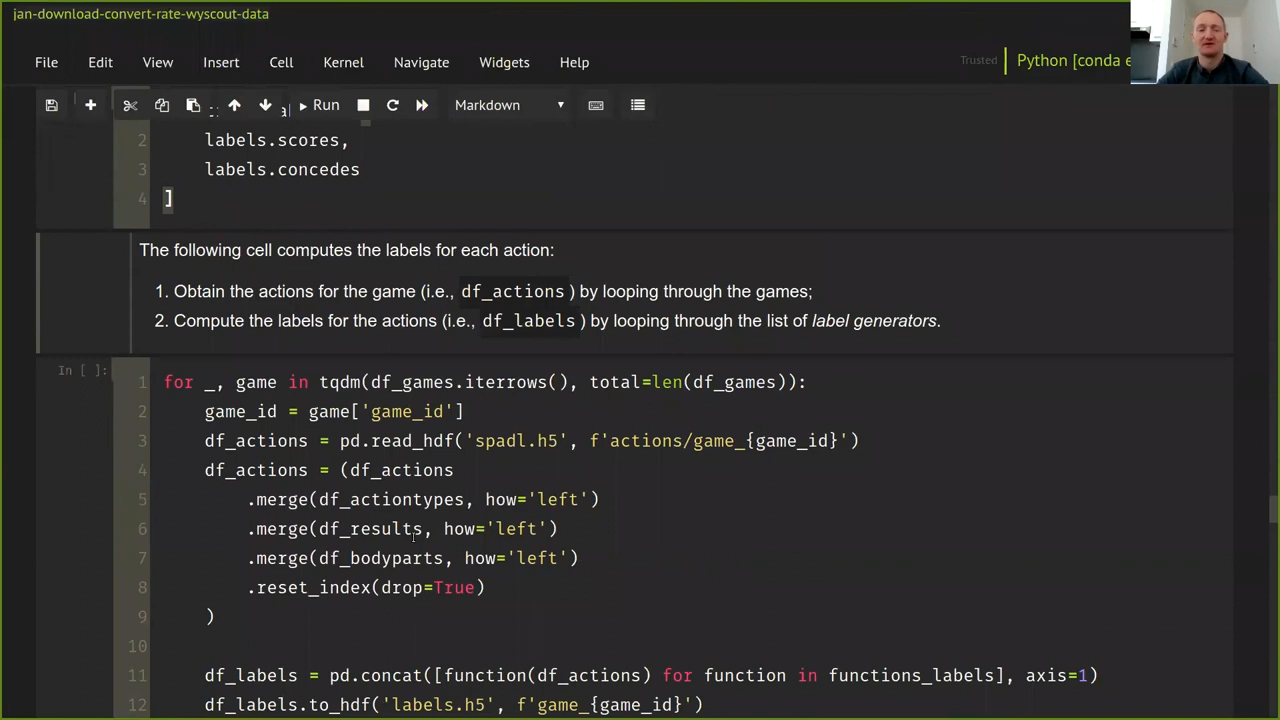 jan-download-convert-rate-wyscout-data
File Edit View Insert Cell Kernel Navigate Widgets Help
Trusted Python [conda e
Run Markdown
2 labels.scores,
3 labels.concedes
4 ]
The following cell computes the labels for each action:
1. Obtain the actions for the game (i.e., df_actions ) by looping through the games;
2. Compute the labels for the actions (i.e., df_labels ) by looping through the list of label generators.
In [ ]:
1 for _, game in tqdm(df_games.iterrows(), total=len(df_games)):
2 game_id = game['game_id']
3 df_actions = pd.read_hdf('spadl.h5', f'actions/game_{game_id}')
4 df_actions = (df_actions
5 .merge(df_actiontypes, how='left')
6 .merge(df_results, how='left')
7 .merge(df_bodyparts, how='left')
8 .reset_index(drop=True)
9 )
10
11 df_labels = pd.concat([function(df_actions) for function in functions_labels], axis=1)
12 df_labels.to_hdf('labels.h5', f'game_{game_id}')